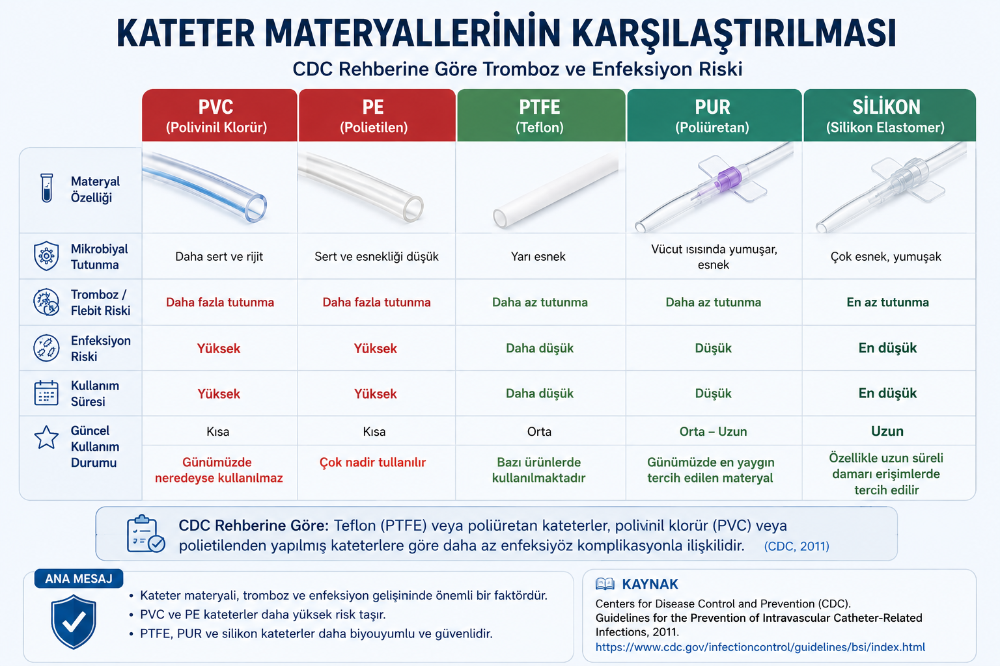 KATETER MATERYALLERİNİN KARŞILAŞTIRILMASI
CDC Rehberine Göre Tromboz ve Enfeksiyon Riski
PVC
(Polivinil Klorür)
PE
(Polietilen)
PTFE
(Teflon)
PUR
(Poliüretan)
SİLİKON
(Silikon Elastomer)
Materyal
Özelliği
Mikrobiyal
Tutunma
Daha sert ve rijit
Sert ve esnekliği düşük
Yarı esnek
Vücut ısısında yumuşar,
esnek
Çok esnek, yumuşak
Tromboz /
Flebit Riski
Daha fazla tutunma
Daha fazla tutunma
Daha az tutunma
Daha az tutunma
En az tutunma
Enfeksiyon
Riski
Yüksek
Yüksek
Daha düşük
Düşük
En düşük
Kullanım
Süresi
Yüksek
Yüksek
Daha düşük
Düşük
En düşük
Güncel
Kullanım
Durumu
Kısa
Kısa
Orta
Orta – Uzun
Uzun
Günümüzde
neredeyse kullanılmaz
Çok nadir tullanılır
Bazı ürünlerde
kullanılmaktadır
Günümüzde en yaygın
tercih edilen materyal
Özellikle uzun süreli
damarı erişimlerde
tercih edilir
CDC Rehberine Göre: Teflon (PTFE) veya poliüretan kateterler, polivinil klorür (PVC) veya
polietilenden yapılmış kateterlere göre daha az enfeksiyöz komplikasyonla ilişkilidir. (CDC, 2011)
ANA MESAJ
• Kateter materyali, tromboz ve enfeksiyon gelişininde önemli bir faktördür.
• PVC ve PE kateterler daha yüksek risk taşır.
• PTFE, PUR ve silikon kateterler daha biyouyumlu ve güvenlidir.
KAYNAK
Centers for Disease Control and Prevention (CDC).
Guidelines for the Prevention of Intravascular Catheter-Related
Infections, 2011.
https://www.cdc.gov/infectioncontrol/guidelines/bsi/index.html